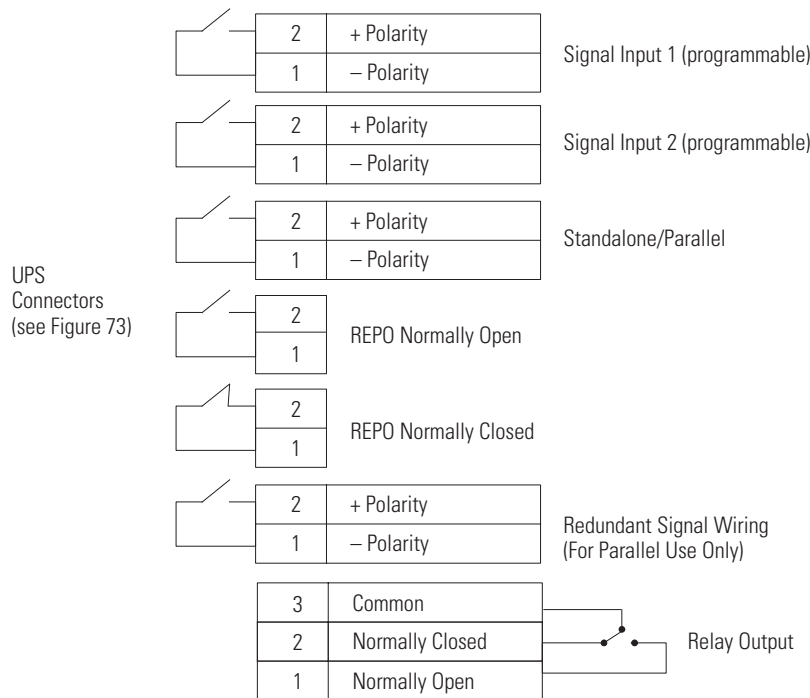 2 + Polarity
1 – Polarity
Signal Input 1 (programmable)
2 + Polarity
1 – Polarity
Signal Input 2 (programmable)
2 + Polarity
1 – Polarity
Standalone/Parallel
UPS
Connectors
(see Figure 73)
2
1
REPO Normally Open
2
1
REPO Normally Closed
2 + Polarity
1 – Polarity
Redundant Signal Wiring
(For Parallel Use Only)
3 Common
2 Normally Closed
1 Normally Open
Relay Output